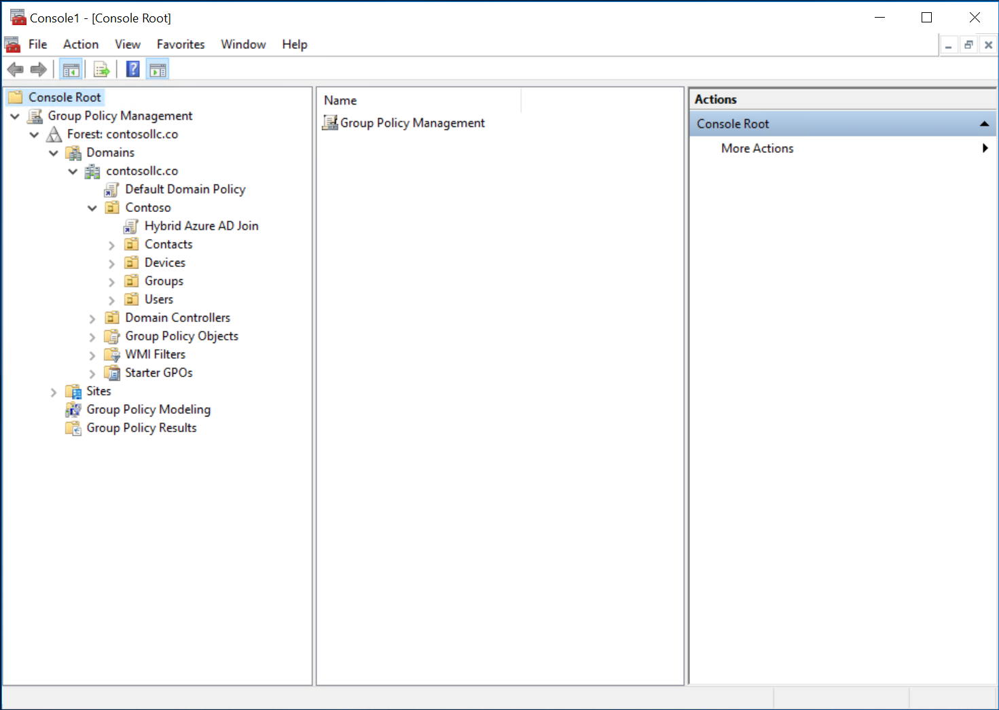 Console1 - [Console Root]
File Action View Favorites Window Help
Console Root
Group Policy Management
Forest: contosollc.co
Domains
contosollc.co
Default Domain Policy
Contoso
Hybrid Azure AD Join
Contacts
Devices
Groups
Users
Domain Controllers
Group Policy Objects
WMI Filters
Starter GPOs
Sites
Group Policy Modeling
Group Policy Results
Name
Group Policy Management
Actions
Console Root
More Actions